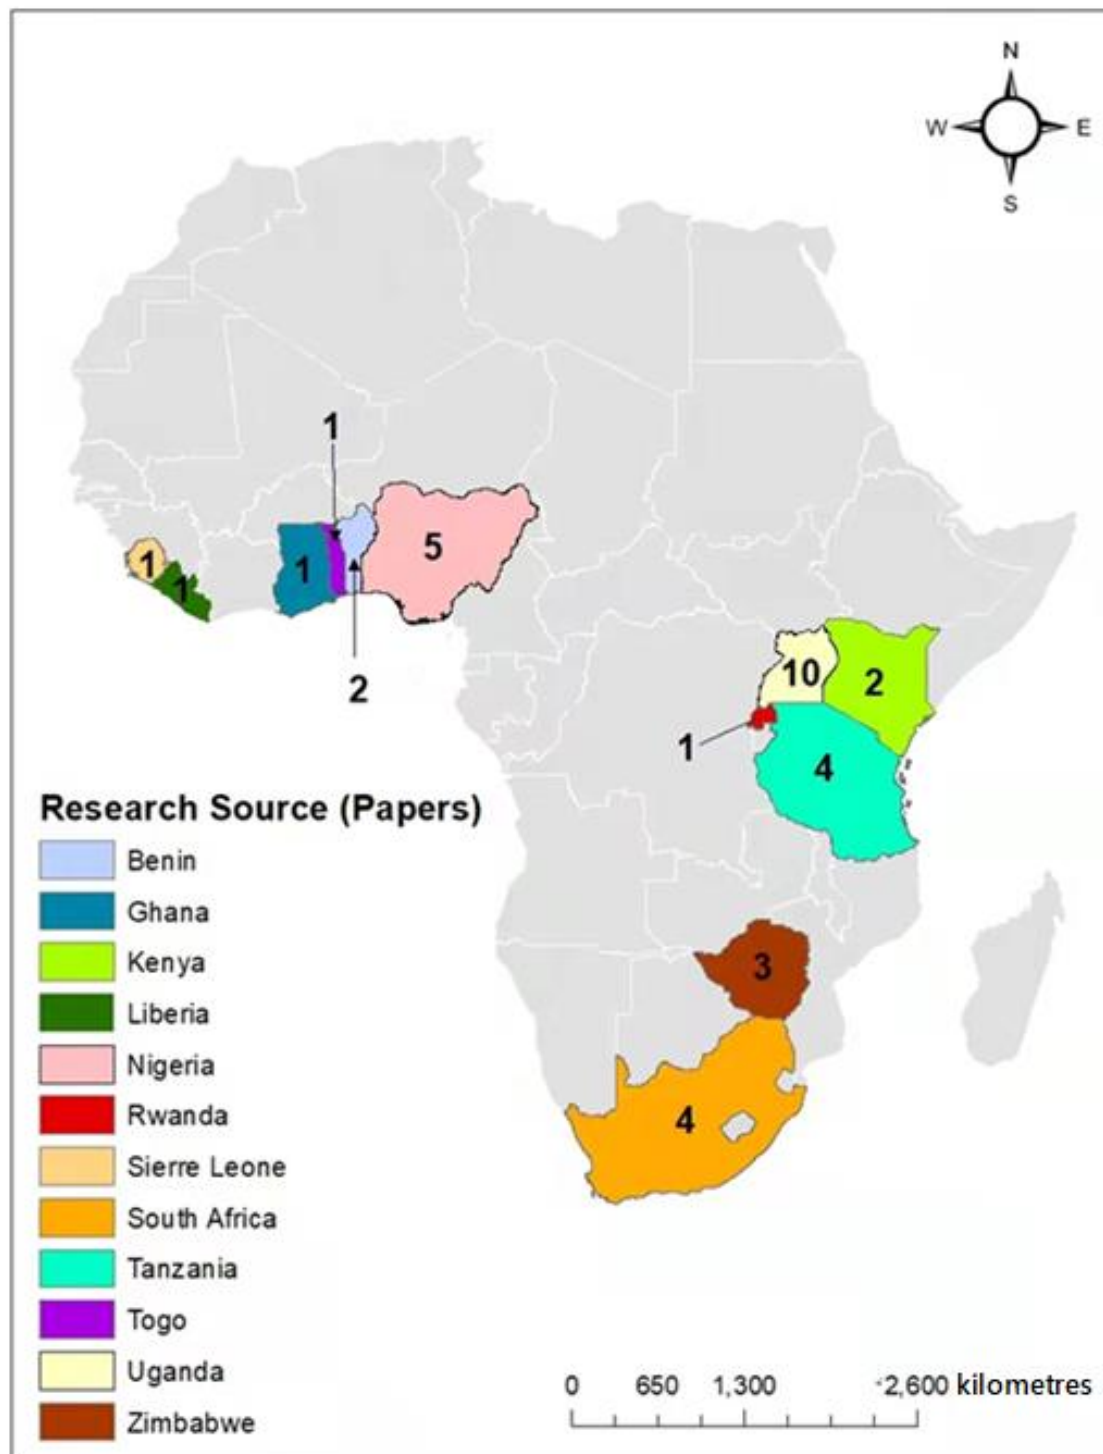 N
W E
S
1
5
1
1
1
2
10
2
1
4
3
4
Research Source (Papers)
Benin
Ghana
Kenya
Liberia
Nigeria
Rwanda
Sierre Leone
South Africa
Tanzania
Togo
Uganda
Zimbabwe
0 650 1,300 2,600 kilometres